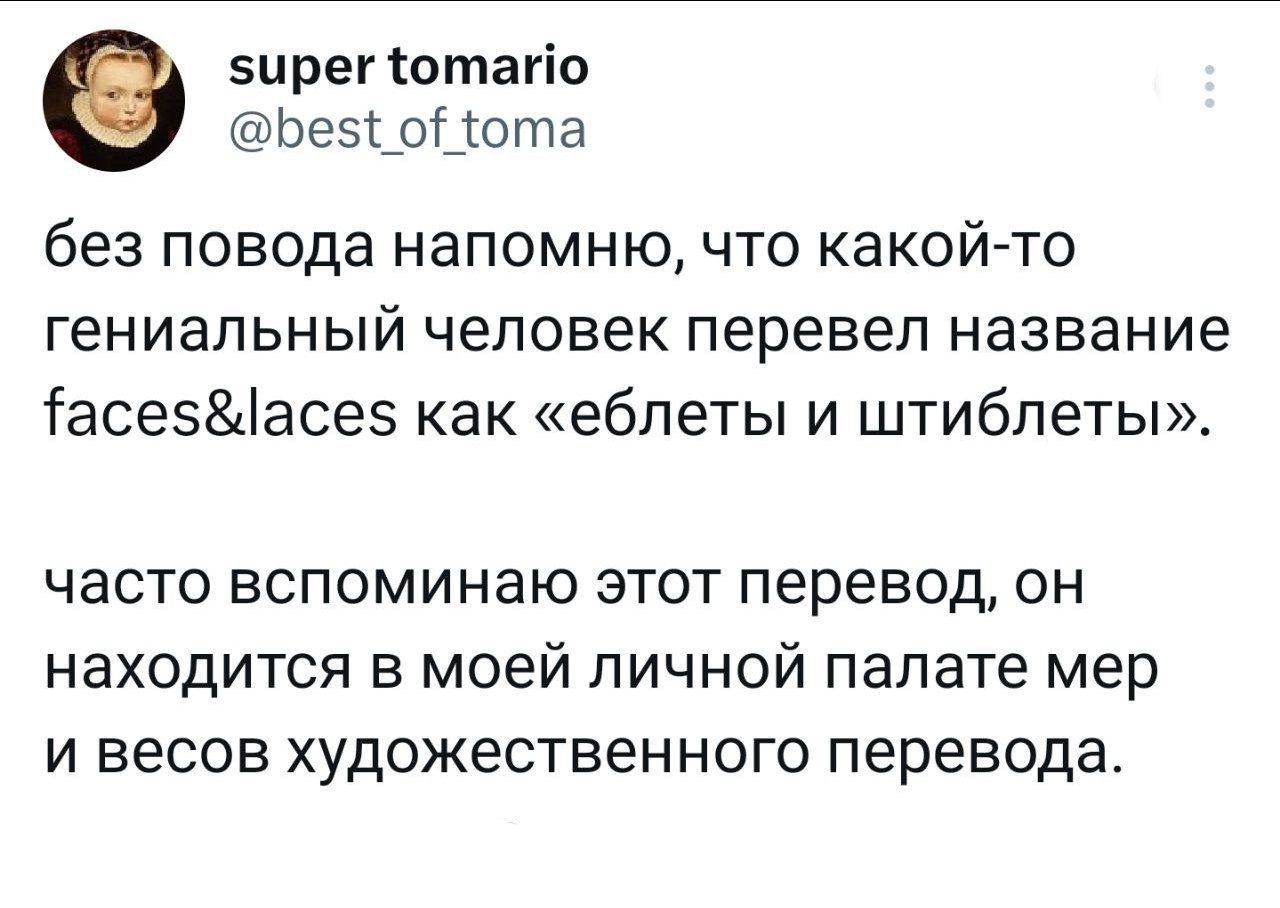 super tomario
@best_of_toma
без повода напомню, что какой-то
гениальный человек перевел название
faces&laces как «еблеты и штиблеты».
часто вспоминаю этот перевод, он
находится в моей личной палате мер
и весов художественного перевода.